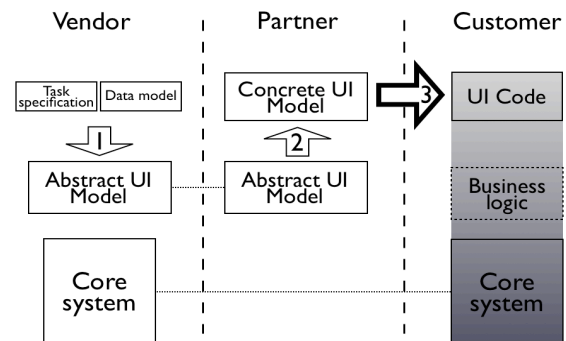 Vendor
Partner
Customer
Task
specification
Data model
Concrete UI
Model
3
UI Code
1
2
Abstract UI
Model
Abstract UI
Model
Business
logic
Core
system
Core
system